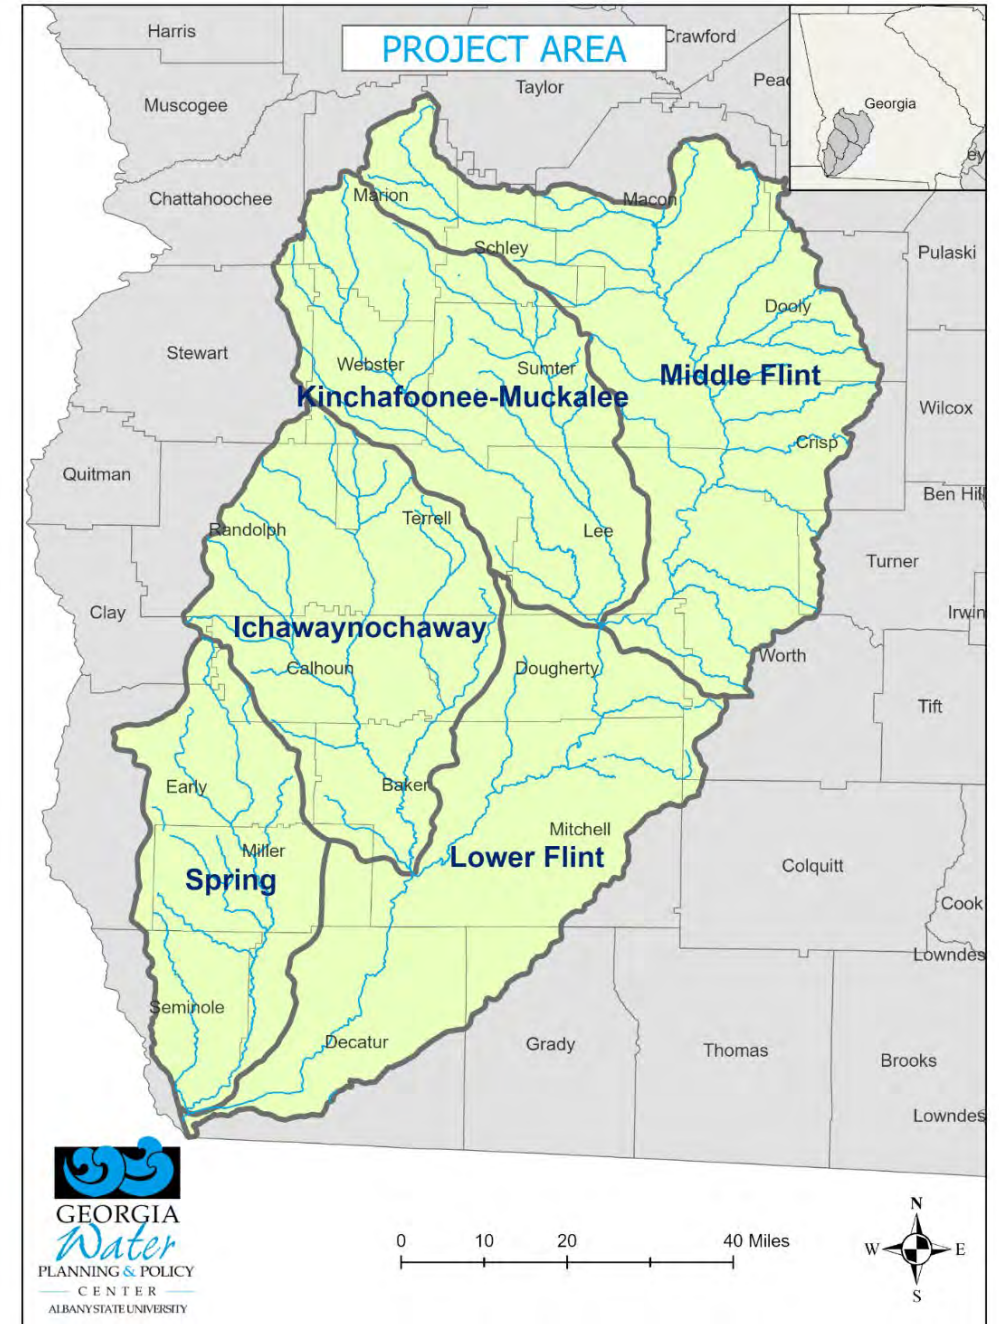 PROJECT AREA
Harris
Crawford
Taylor
Peac
Muscogee
Georgia
ey
Chattahoochee
Marion
Macon
Schley
Pulaski
Dooly
Stewart
Webster
Sumter
Middle Flint
Kinchafoonee-Muckalee
Wilcox
Crisp
Quitman
Ben Hil
Randolph
Terrell
Lee
Turner
Clay
Irwin
Ichawaynochaway
Calhoun
Dougherty
Worth
Tift
Early
Baker
Mitchell
Miller
Lower Flint
Colquitt
Spring
Cook
Lowndes
Seminole
Decatur
Grady
Thomas
Brooks
Lowndes
GEORGIA
Water
PLANNING & POLICY
CENTER
ALBANY STATE UNIVERSITY
0 10 20 40 Miles
N
W E
S